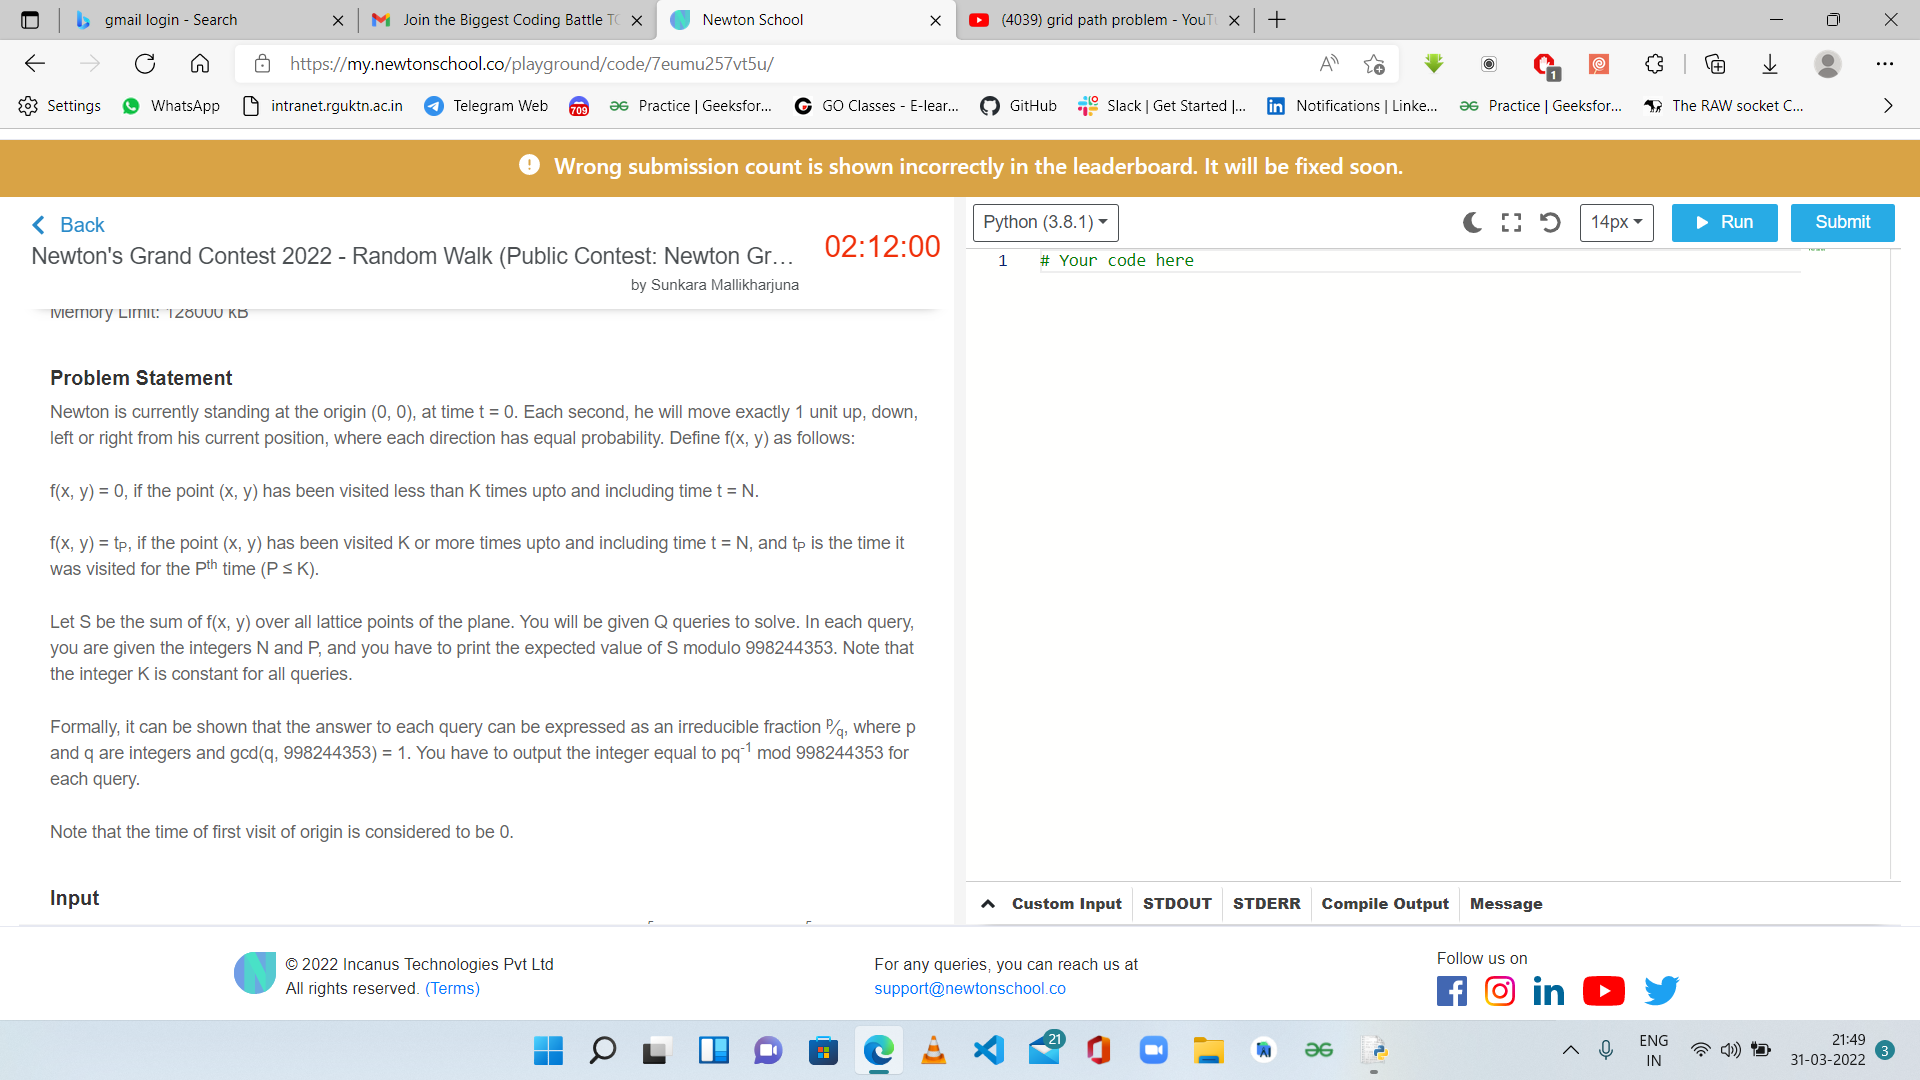 gmail login - Search
Join the Biggest Coding Battle TO
Newton School
(4039) grid path problem - YouTu
https://my.newtonschool.co/playground/code/7eumu257vt5u/
1
Settings
WhatsApp
intranet.rguktn.ac.in
Telegram Web
709
Practice | Geeksfor...
GO Classes - E-lear...
GitHub
Slack | Get Started |...
Notifications | Linke...
Practice | Geeksfor...
The RAW socket C...
Wrong submission count is shown incorrectly in the leaderboard. It will be fixed soon.
Back
Newton's Grand Contest 2022 - Random Walk (Public Contest: Newton Gr...
02:12:00
by Sunkara Mallikharjuna
Memory Limit: 128000 kB
Problem Statement
Newton is currently standing at the origin (0, 0), at time t = 0. Each second, he will move exactly 1 unit up, down,
left or right from his current position, where each direction has equal probability. Define f(x, y) as follows:
f(x, y) = 0, if the point (x, y) has been visited less than K times upto and including time t = N.
f(x, y) = tP, if the point (x, y) has been visited K or more times upto and including time t = N, and tP is the time it
was visited for the Pth time (P ≤ K).
Let S be the sum of f(x, y) over all lattice points of the plane. You will be given Q queries to solve. In each query,
you are given the integers N and P, and you have to print the expected value of S modulo 998244353. Note that
the integer K is constant for all queries.
Formally, it can be shown that the answer to each query can be expressed as an irreducible fraction p⁄q, where p
and q are integers and gcd(q, 998244353) = 1. You have to output the integer equal to pq-1 mod 998244353 for
each query.
Note that the time of first visit of origin is considered to be 0.
Input
Python (3.8.1)
14px
Run
Submit
1
# Your code here
Custom Input
STDOUT
STDERR
Compile Output
Message
© 2022 Incanus Technologies Pvt Ltd
All rights reserved. (Terms)
For any queries, you can reach us at
support@newtonschool.co
Follow us on
21
ENG
IN
21:49
31-03-2022
3